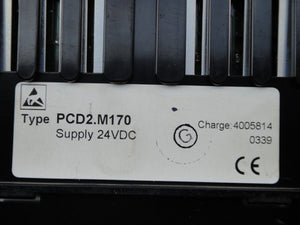 Type PCD2.M170
Supply 24VDC
G
Charge:4005814
0339
CE